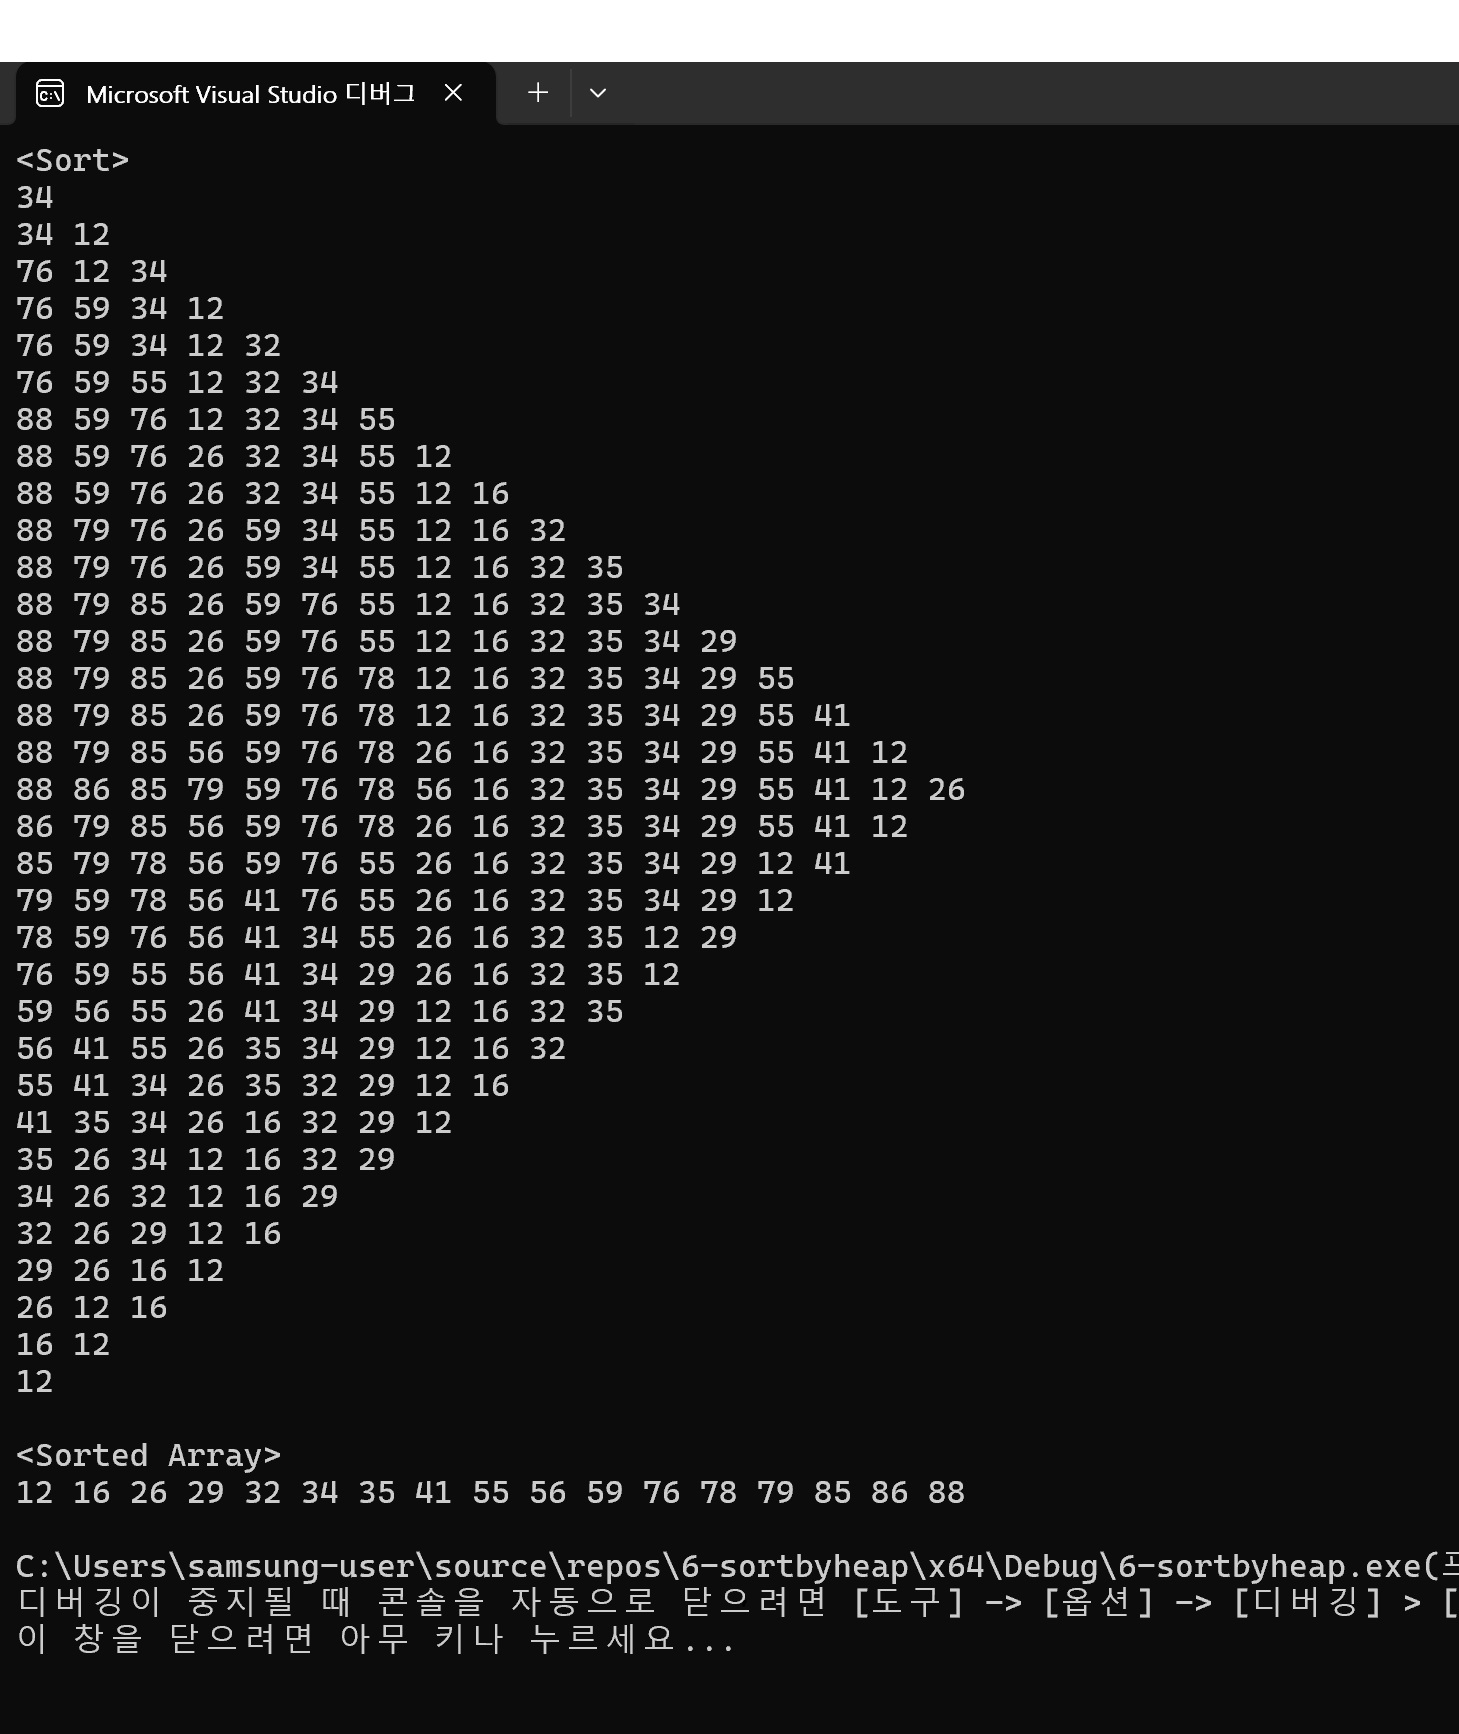 Microsoft Visual Studio 디버그
<Sort>
34
34 12
76 12 34
76 59 34 12
76 59 34 12 32
76 59 55 12 32 34
88 59 76 12 32 34 55
88 59 76 26 32 34 55 12
88 59 76 26 32 34 55 12 16
88 79 76 26 59 34 55 12 16 32
88 79 76 26 59 34 55 12 16 32 35
88 79 85 26 59 76 55 12 16 32 35 34
88 79 85 26 59 76 55 12 16 32 35 34 29
88 79 85 26 59 76 78 12 16 32 35 34 29 55
88 79 85 26 59 76 78 12 16 32 35 34 29 55 41
88 79 85 56 59 76 78 26 16 32 35 34 29 55 41 12
88 86 85 79 59 76 78 56 16 32 35 34 29 55 41 12 26
86 79 85 56 59 76 78 26 16 32 35 34 29 55 41 12
85 79 78 56 59 76 55 26 16 32 35 34 29 12 41
79 59 78 56 41 76 55 26 16 32 35 34 29 12
78 59 76 56 41 34 55 26 16 32 35 12 29
76 59 55 56 41 34 29 26 16 32 35 12
59 56 55 26 41 34 29 12 16 32 35
56 41 55 26 35 34 29 12 16 32
55 41 34 26 35 32 29 12 16
41 35 34 26 16 32 29 12
35 26 34 12 16 32 29
34 26 32 12 16 29
32 26 29 12 16
29 26 16 12
26 12 16
16 12
12
<Sorted Array>
12 16 26 29 32 34 35 41 55 56 59 76 78 79 85 86 88
C:\Users\samsung-user\source\repos\6-sortbyheap\x64\Debug\6-sortbyheap.exe(
디버깅이 중지될 때 콘솔을 자동으로 닫으려면 [도구] -> [옵션] -> [디버깅] > [
이 창을 닫으려면 아무 키나 누르세요...